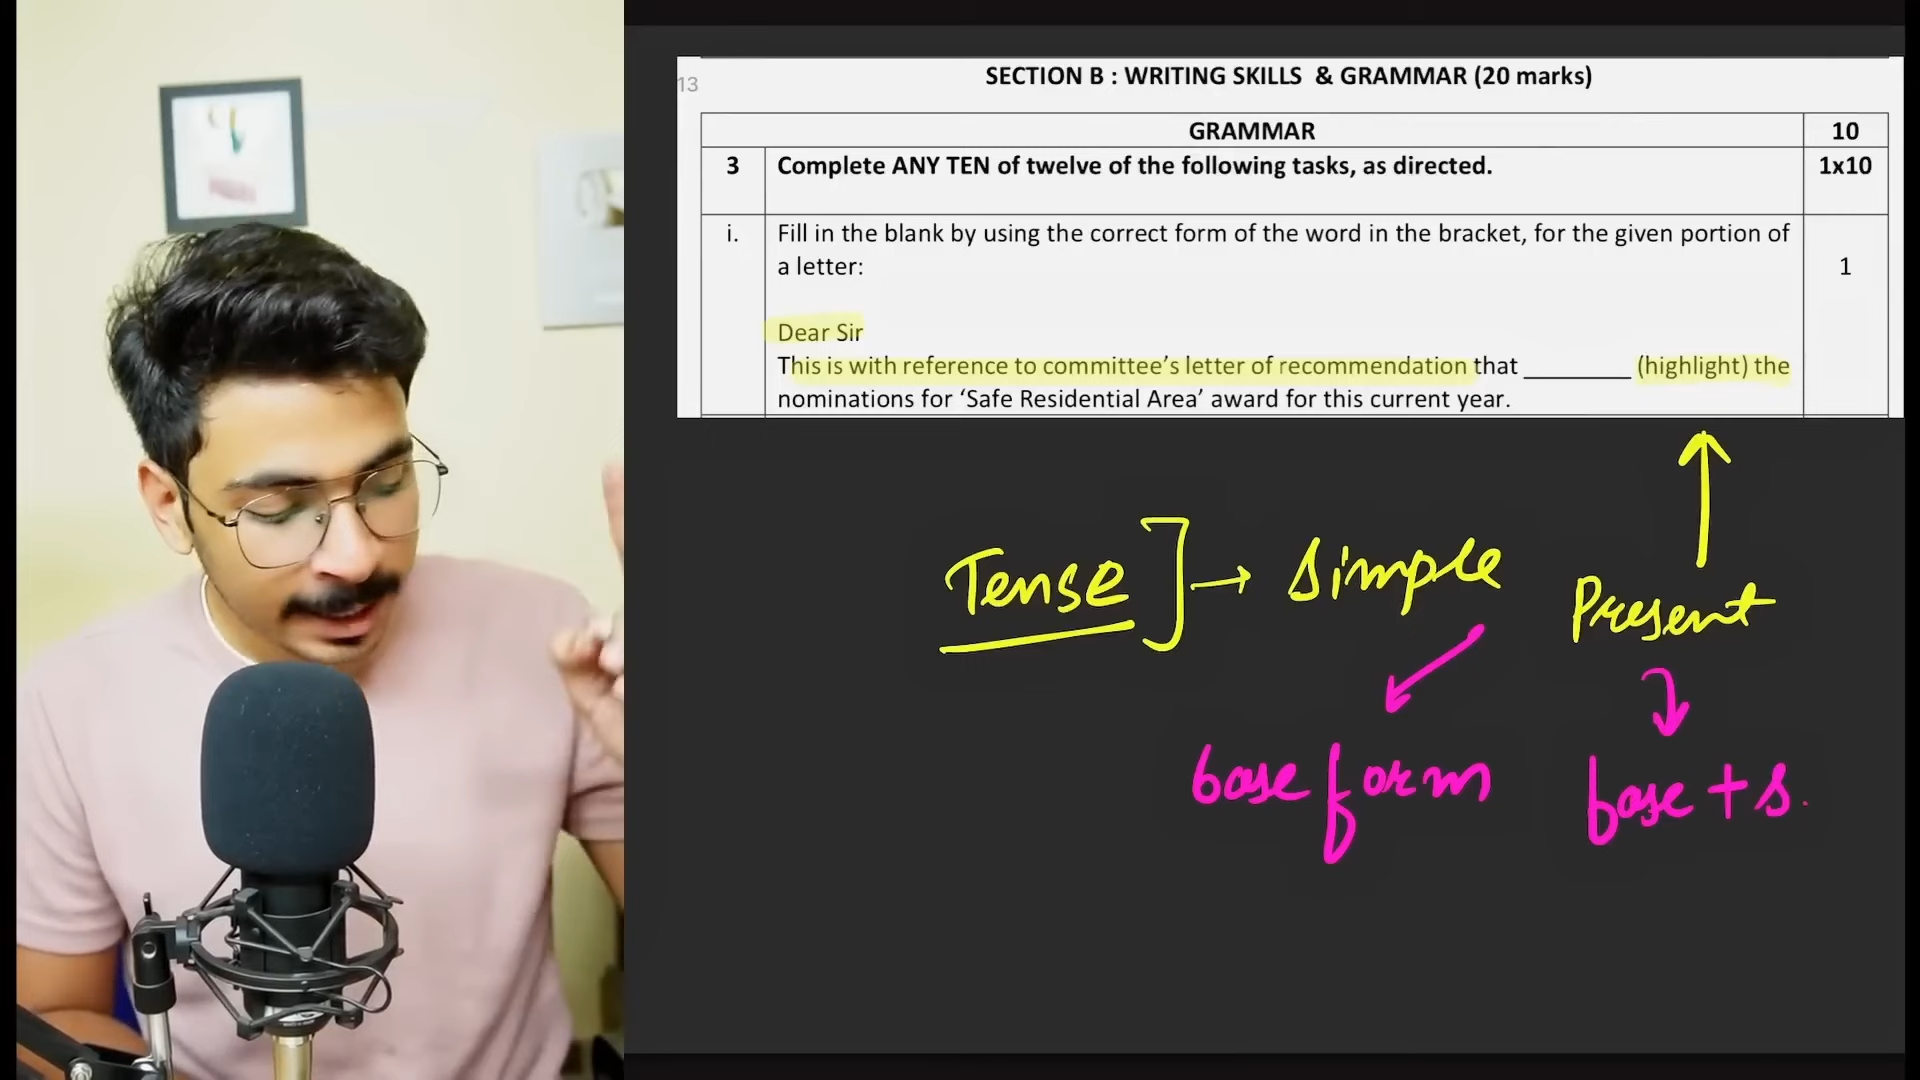 13
SECTION B : WRITING SKILLS & GRAMMAR (20 marks)
GRAMMAR 10
3 Complete ANY TEN of twelve of the following tasks, as directed. 1x10
i. Fill in the blank by using the correct form of the word in the bracket, for the given portion of
a letter: 1
Dear Sir
This is with reference to committee’s letter of recommendation that ________ (highlight) the
nominations for ‘Safe Residential Area’ award for this current year.
Tense ] → Simple Present
base form base + s.